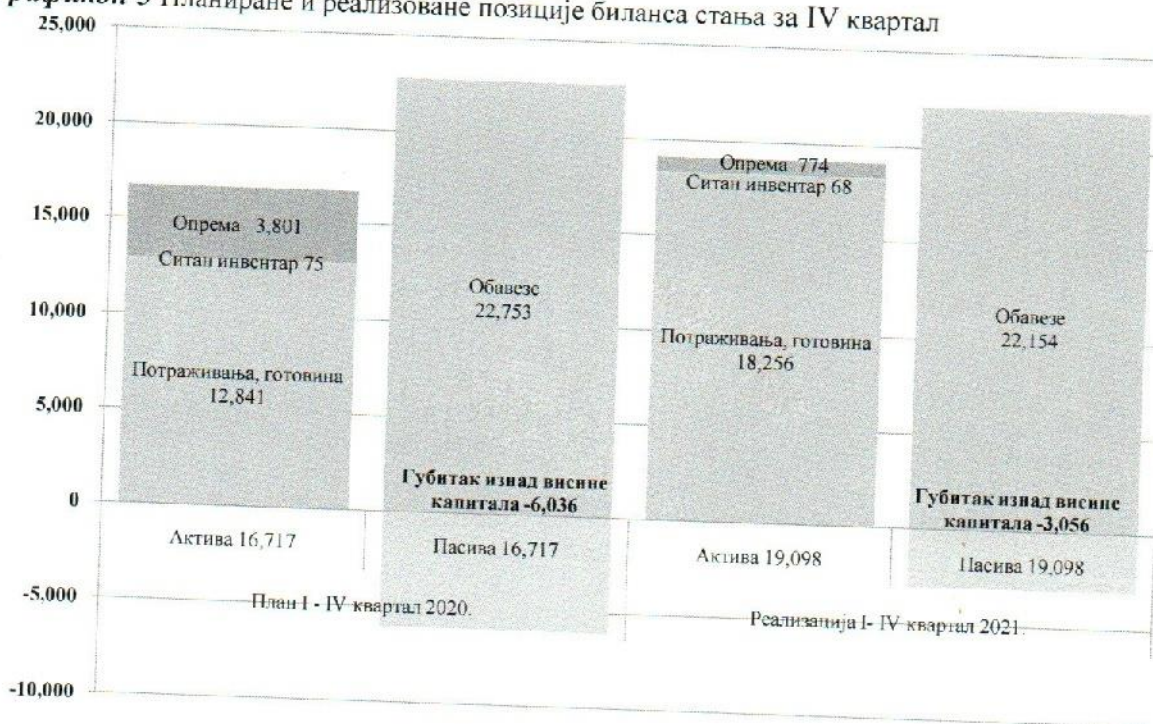 3 Планиране и реализоване позиције биланса стања за IV квартал
25,000
20,000
15,000
10,000
5,000
0
-5,000
-10,000
Опрема 3,801
Ситан инвентар 75
Потраживања, готовина
12,841
Обавезе
22,753
Губитак изнад висине
капитала -6,036
Опрема 774
Ситан инвентар 68
Потраживања, готовина
18,256
Обавезе
22,154
Губитак изнад висине
капитала -3,056
Актива 16,717
Пасива 16,717
Актива 19,098
Пасива 19,098
План I - IV квартал 2020.
Реализација I- IV квартал 2021.